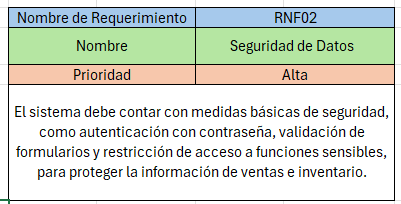 Nombre de Requerimiento RNF02
Nombre Seguridad de Datos
Prioridad Alta
El sistema debe contar con medidas básicas de seguridad,
como autenticación con contraseña, validación de
formularios y restricción de acceso a funciones sensibles,
para proteger la información de ventas e inventario.